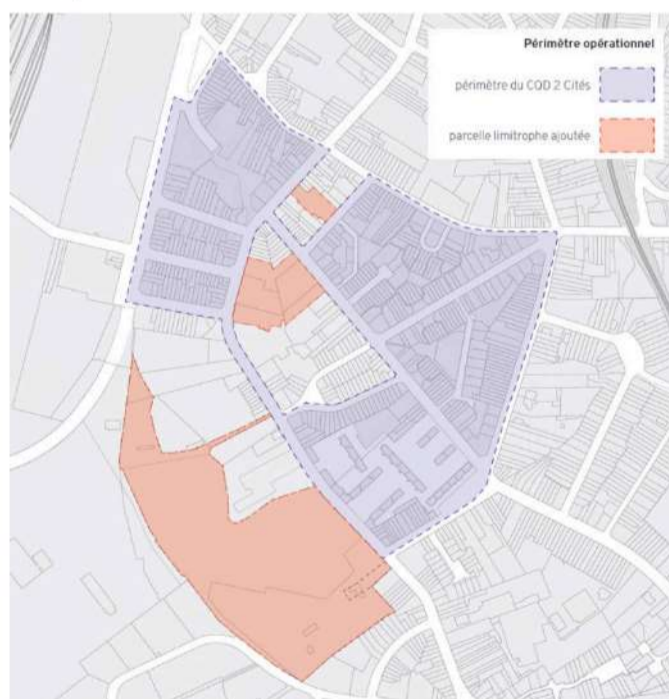 Périmètre opérationnel
périmètre du CQD 2 Cités
parcelle limitrophe ajoutée